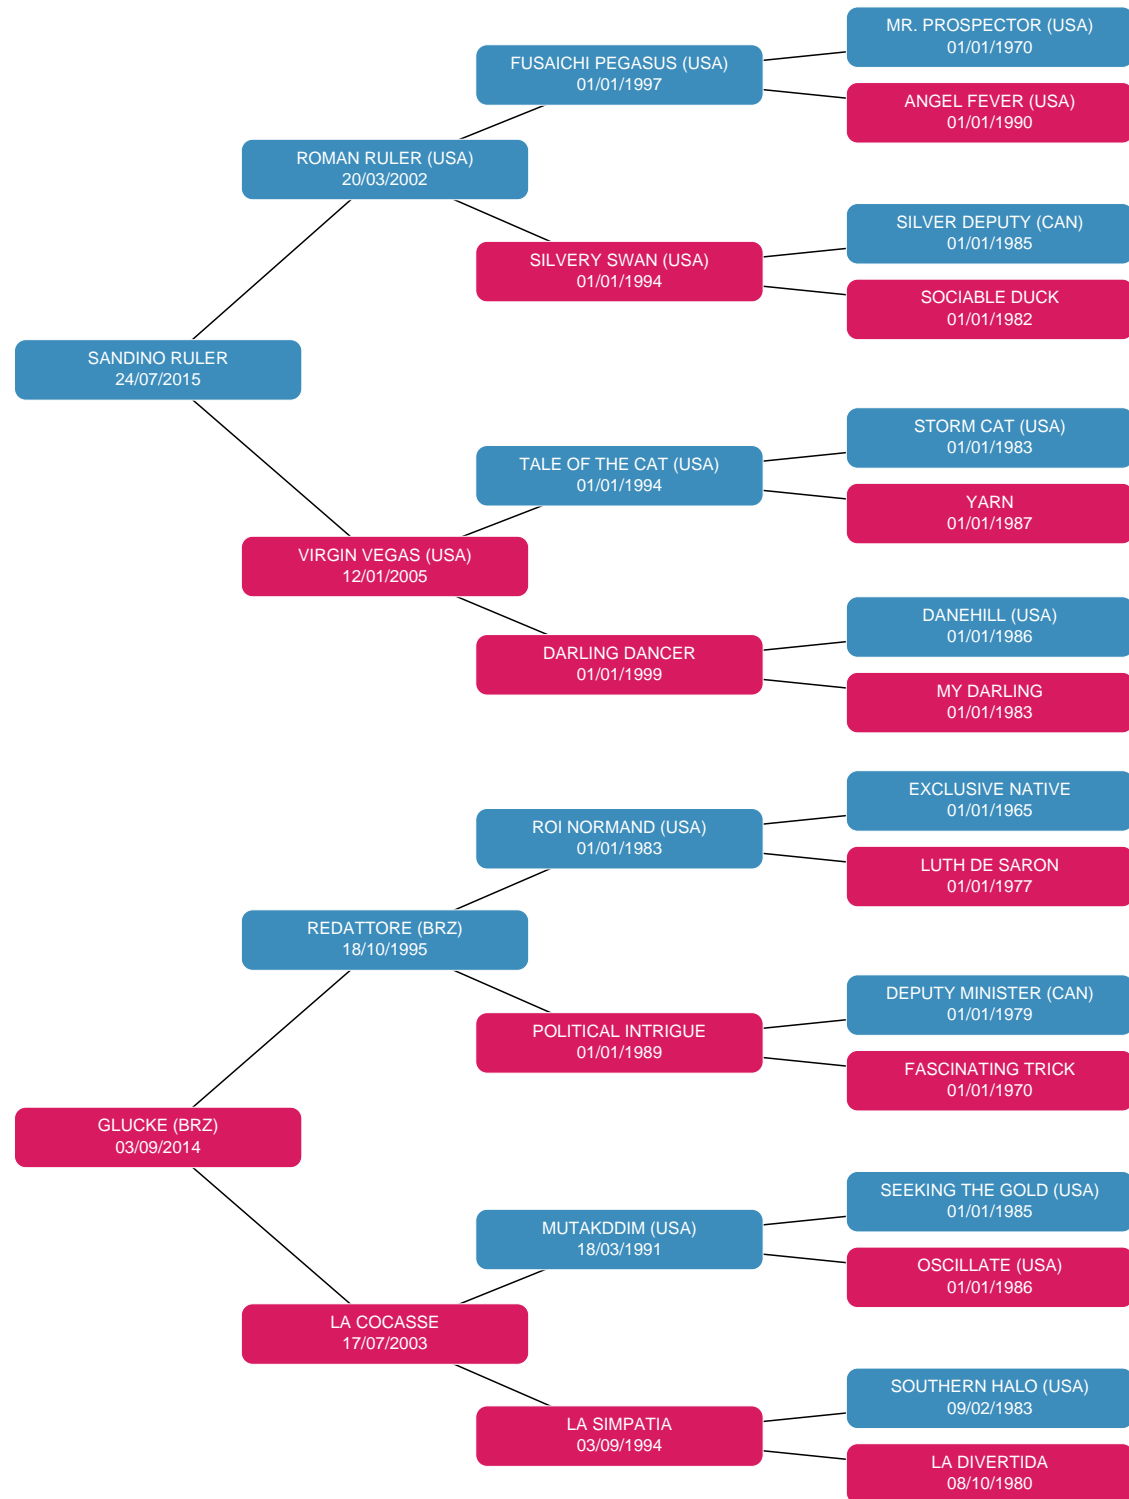 MR. PROSPECTOR (USA)
01/01/1970
FUSAICHI PEGASUS (USA)
01/01/1997
ANGEL FEVER (USA)
01/01/1990
ROMAN RULER (USA)
20/03/2002
SILVER DEPUTY (CAN)
01/01/1985
SILVERY SWAN (USA)
01/01/1994
SOCIABLE DUCK
01/01/1982
SANDINO RULER
24/07/2015
STORM CAT (USA)
01/01/1983
TALE OF THE CAT (USA)
01/01/1994
YARN
01/01/1987
VIRGIN VEGAS (USA)
12/01/2005
DANEHILL (USA)
01/01/1986
DARLING DANCER
01/01/1999
MY DARLING
01/01/1983
EXCLUSIVE NATIVE
01/01/1965
ROI NORMAND (USA)
01/01/1983
LUTH DE SARON
01/01/1977
REDATTORE (BRZ)
18/10/1995
DEPUTY MINISTER (CAN)
01/01/1979
POLITICAL INTRIGUE
01/01/1989
FASCINATING TRICK
01/01/1970
GLUCKE (BRZ)
03/09/2014
SEEKING THE GOLD (USA)
01/01/1985
MUTAKDDIM (USA)
18/03/1991
OSCILLATE (USA)
01/01/1986
LA COCASSE
17/07/2003
SOUTHERN HALO (USA)
09/02/1983
LA SIMPATIA
03/09/1994
LA DIVERTIDA
08/10/1980